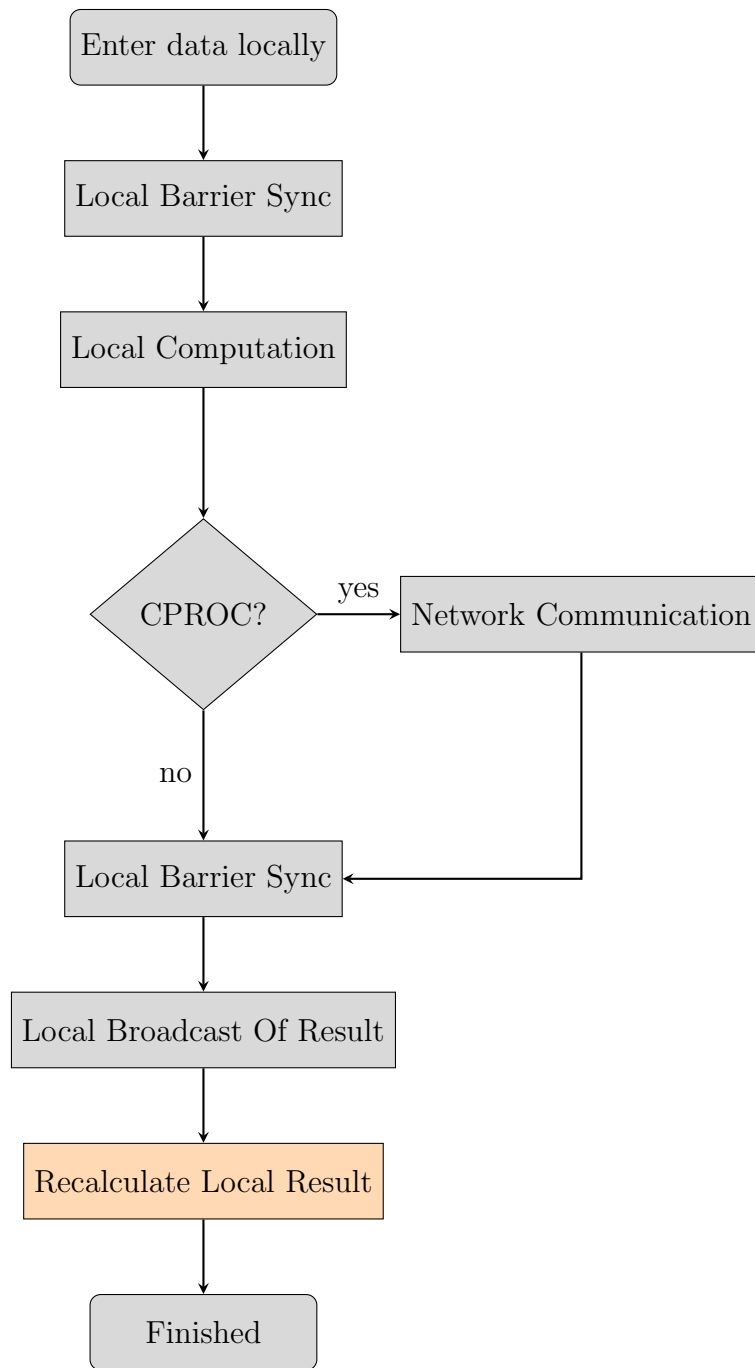 Enter data locally
Local Barrier Sync
Local Computation
CPROC?
yes
Network Communication
no
Local Barrier Sync
Local Broadcast Of Result
Recalculate Local Result
Finished